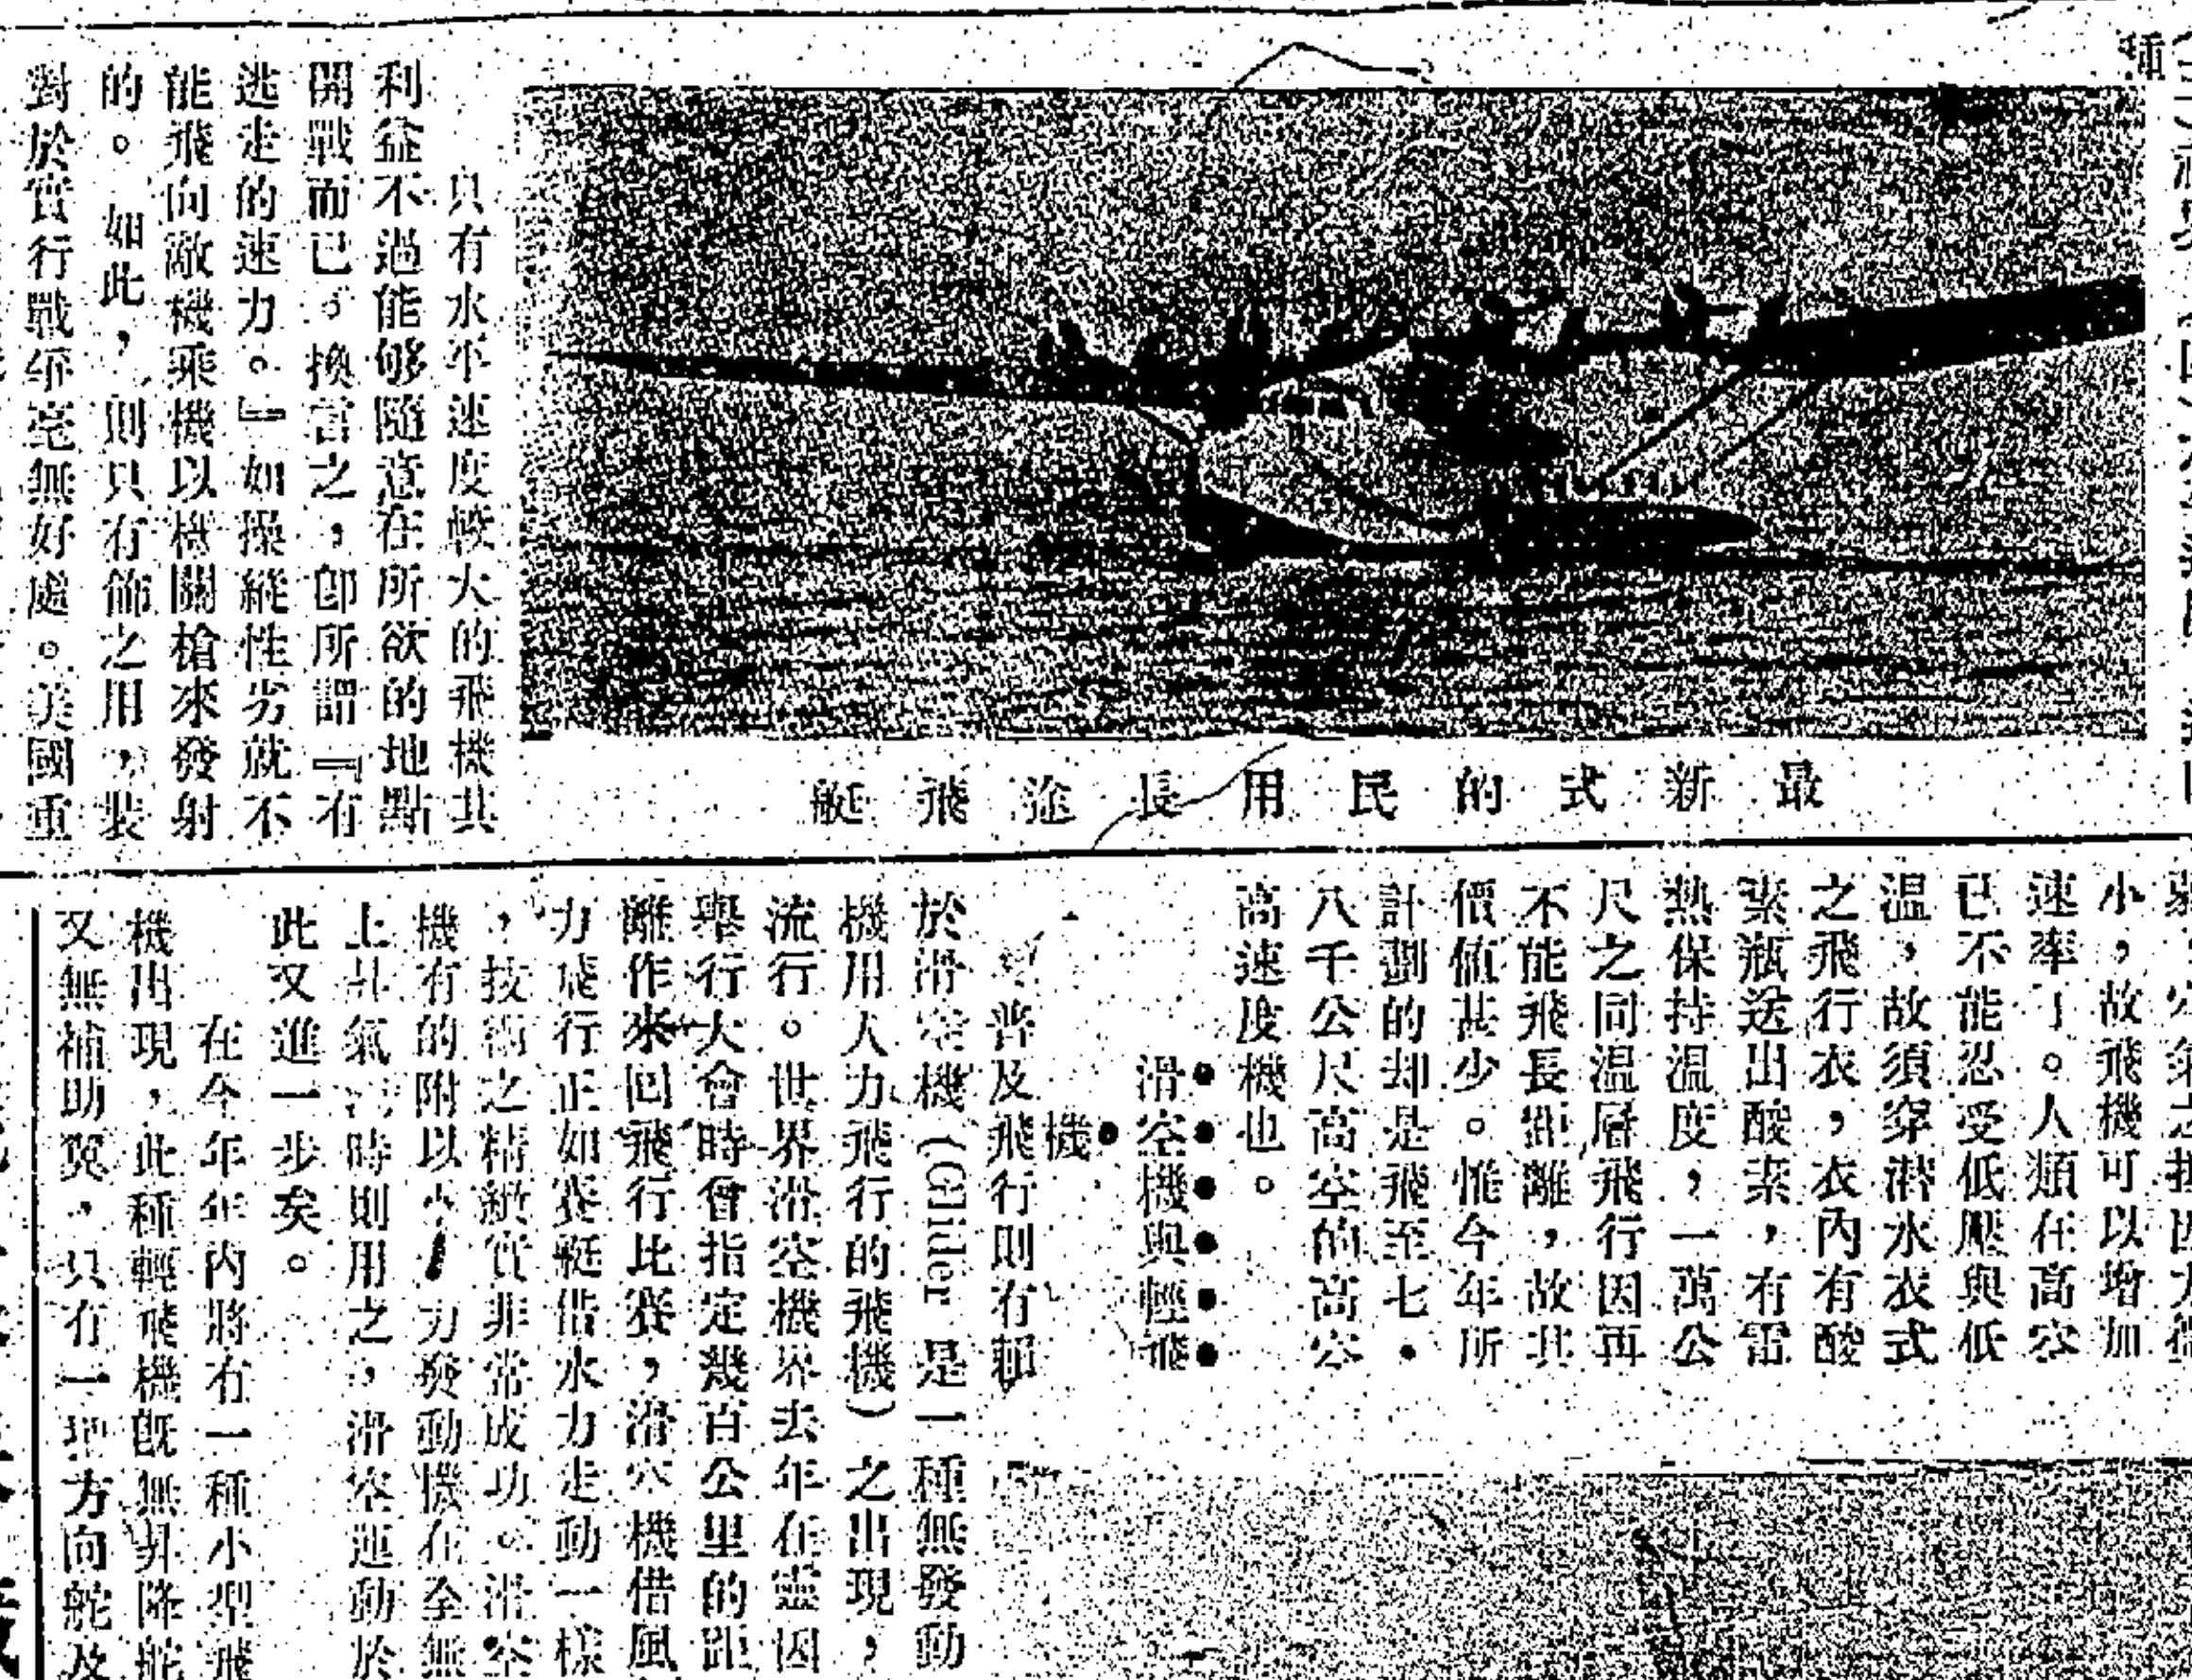 種
最新式的民用長途飛艇
只有水平速度較大的飛機其
利益不過能够隨意在所欲的地點
開戰而已。換言之，卽所謂『有
逃走的速力。』如操縱性劣就不
能飛向敵機乘機以機關槍來發射
的。如此，則只有飾之用，裝
對於實行戰爭毫無好處。美國重
小，故飛機可以增加
速率。人類在高空
已不能忍受低壓與低
温，故須穿潜水衣式
之飛行衣，衣內有酸
素瓶送出酸素，有雷
熱保持温度，一萬公
尺之同温層飛行因再
不能飛長距離，故其
價値甚少。惟今年所
計劃的却是飛至七・
八千公尺高空的高空
高速度機也。
滑空機與輕飛
機
普及飛行則有賴
於滑空機(Glider是一種無發動
機用人力飛行的飛機）之出現，
流行。世界滑空機界去年在靈因
舉行大會時曾指定幾百公里的距
離作來回飛行比賽，滑空機借風
力飛行正如賽艇借水力走動一樣
，技術之精緻實非常成功。滑空
機有的附以力發動機在全無
上昇氣時則用之，滑空運動於
此又進一步矣。
在今年年內將有一種小型飛
機出現，此種輕飛機旣無昇降舵
又無補助翼，只有一型方向舵及